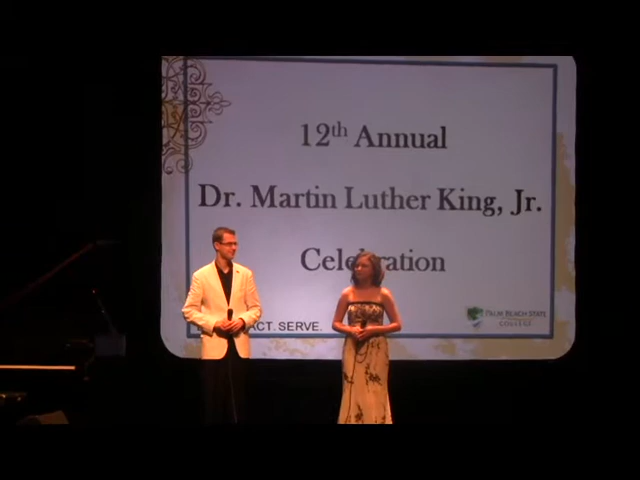 12th Annual
Dr. Martin Luther King, Jr.
Celebration
ACT. SERVE.
PALM BEACH STATE
COLLEGE